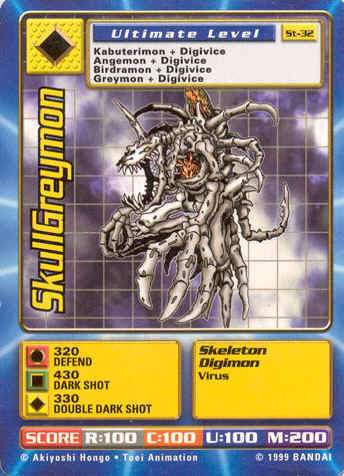 Ultimate Level
St-32
Kabuterimon + Digivice
Angemon + Digivice
Birdramon + Digivice
Greymon + Digivice
SkullGreymon
320
DEFEND
430
DARK SHOT
330
DOUBLE DARK SHOT
Skeleton
Digimon
Virus
SCORE R:100 C:100 U:100 M:200
© Akiyoshi Hongo • Toei Animation © 1999 BANDAI